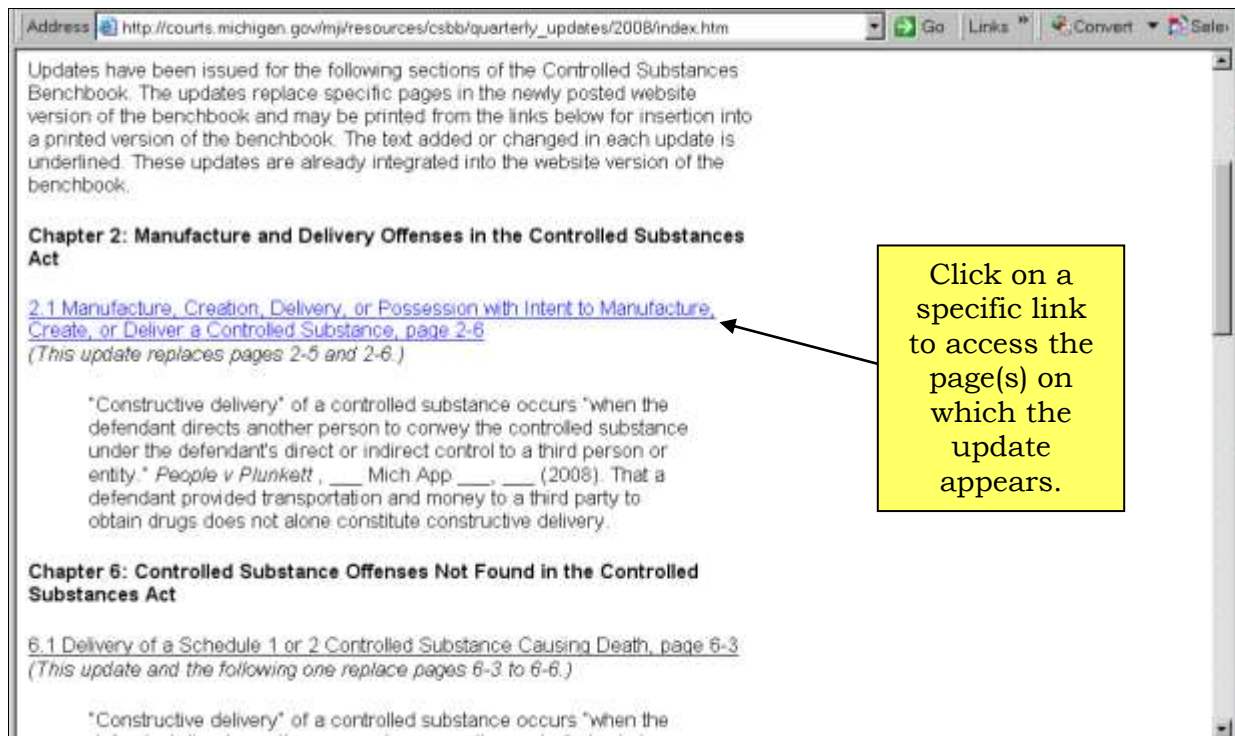 Address http://courts.michigan.gov/mji/resources/csbb/quarterly_updates/2008/index.htm Go Links » Convert
Updates have been issued for the following sections of the Controlled Substances
Benchbook. The updates replace specific pages in the newly posted website
version of the benchbook and may be printed from the links below for insertion into
a printed version of the benchbook. The text added or changed in each update is
underlined. These updates are already integrated into the website version of the
benchbook.
Chapter 2: Manufacture and Delivery Offenses in the Controlled Substances
Act
2.1 Manufacture, Creation, Delivery, or Possession with Intent to Manufacture,
Create, or Deliver a Controlled Substance, page 2-6
(This update replaces pages 2-5 and 2-6.)
"Constructive delivery" of a controlled substance occurs "when the
defendant directs another person to convey the controlled substance
under the defendant's direct or indirect control to a third person or
entity." People v Plunkett , ___ Mich App ___, ___ (2008). That a
defendant provided transportation and money to a third party to
obtain drugs does not alone constitute constructive delivery.
Chapter 6: Controlled Substance Offenses Not Found in the Controlled
Substances Act
6.1 Delivery of a Schedule 1 or 2 Controlled Substance Causing Death, page 6-3
(This update and the following one replace pages 6-3 to 6-6.)
"Constructive delivery" of a controlled substance occurs "when the
Click on a
specific link
to access the
page(s) on
which the
update
appears.